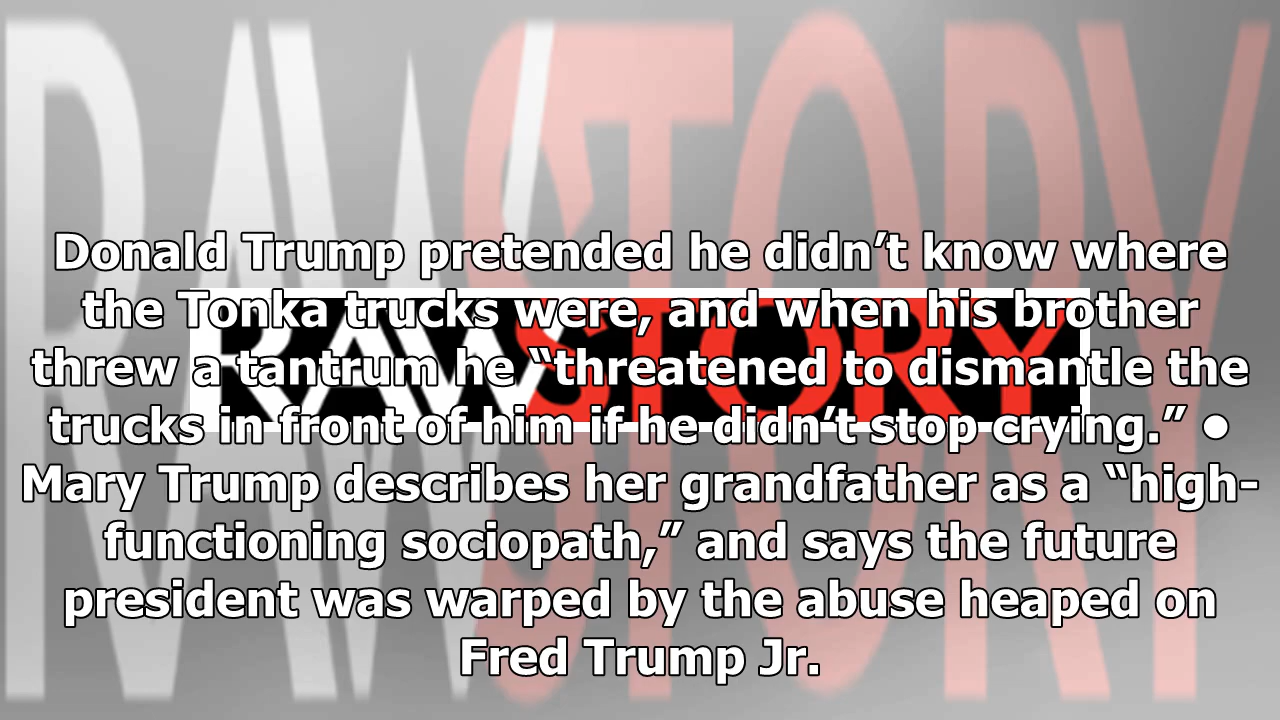 RAWSTORY
Donald Trump pretended he didn’t know where
the Tonka trucks were, and when his brother
threw a tantrum he “threatened to dismantle the
trucks in front of him if he didn’t stop crying.” •
Mary Trump describes her grandfather as a “high-
functioning sociopath,” and says the future
president was warped by the abuse heaped on
Fred Trump Jr.
RAWSTORY